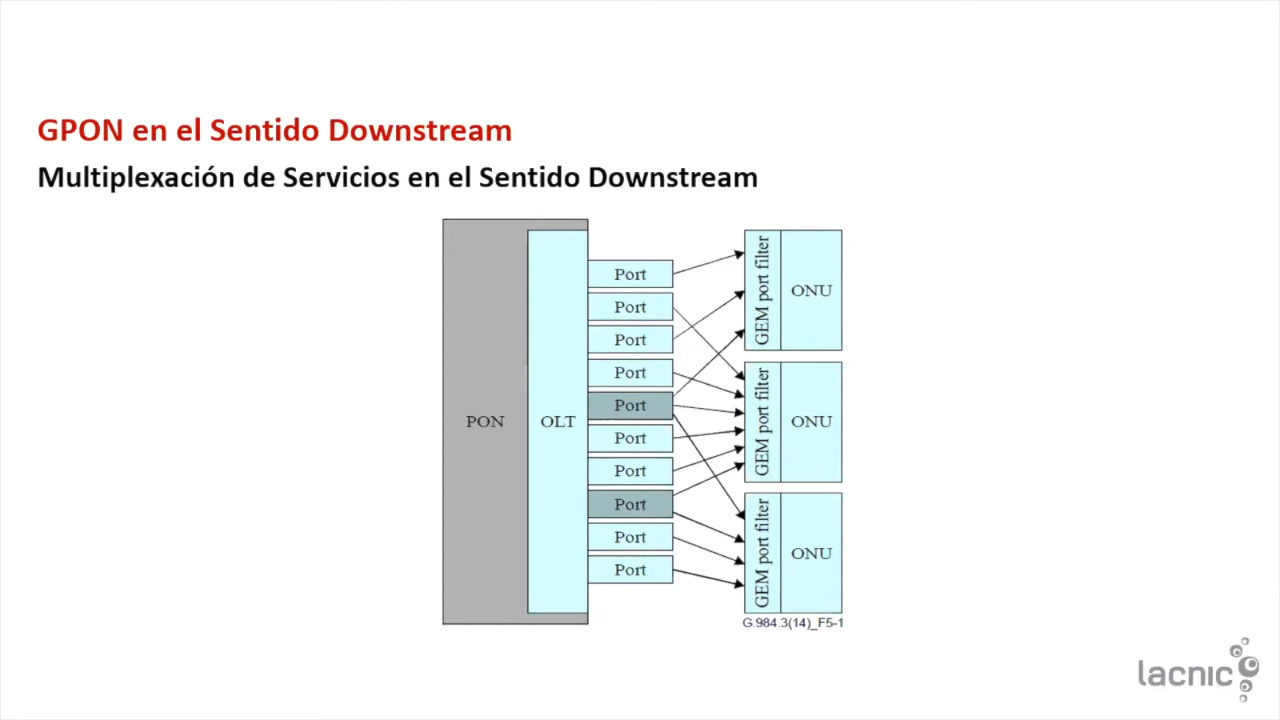 GPON en el Sentido Downstream
Multiplexación de Servicios en el Sentido Downstream
PON
OLT
Port
Port
Port
Port
Port
Port
Port
Port
Port
Port
GEM port filter
ONU
GEM port filter
ONU
GEM port filter
ONU
G.984.3(14)_F5-1
lacnic